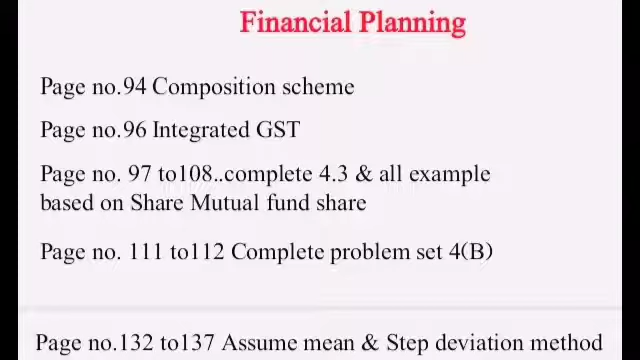 Financial Planning
Page no.94 Composition scheme
Page no.96 Integrated GST
Page no. 97 to108..complete 4.3 & all example
based on Share Mutual fund share
Page no. 111 to112 Complete problem set 4(B)
Page no.132 to137 Assume mean & Step deviation method